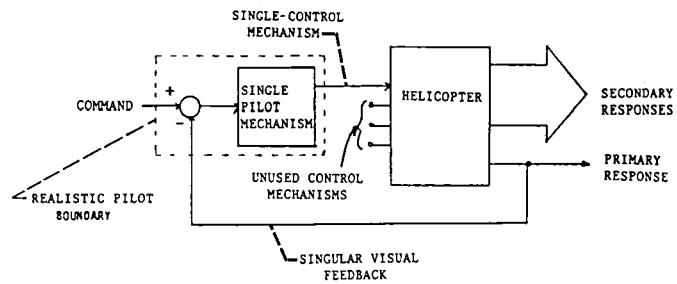 SINGLE-CONTROL
MECHANISM
+
COMMAND
−
SINGLE
PILOT
MECHANISM
HELICOPTER
SECONDARY
RESPONSES
UNUSED CONTROL
MECHANISMS
PRIMARY
RESPONSE
REALISTIC PILOT
BOUNDARY
SINGULAR VISUAL
FEEDBACK